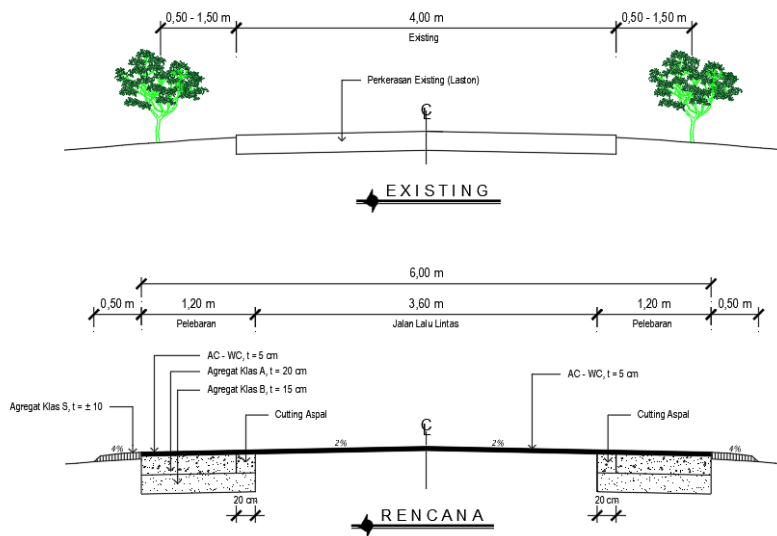 0,50 - 1,50 m
4,00 m
0,50 - 1,50 m
Existing
Perkerasan Existing (Laston)
CL
EXISTING
6,00 m
0,50 m
1,20 m
3,60 m
1,20 m
0,50 m
Pelebaran
Jalan Lalu Lintas
Pelebaran
AC - WC, t = 5 cm
Agregat Klas A, t = 20 cm
AC - WC, t = 5 cm
Agregat Klas B, t = 15 cm
Agregat Klas S, t = ± 10
Cutting Aspal
CL
Cutting Aspal
4%
2%
2%
4%
20 cm
20 cm
RENCANA